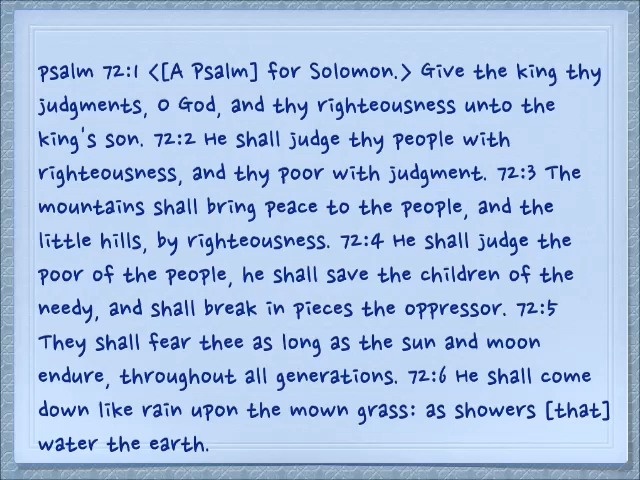 psalm 72:1 <[A Psalm] for Solomon.> Give the king thy
judgments, O God, and thy righteousness unto the
king's son. 72:2 He shall judge thy people with
righteousness, and thy poor with judgment. 72:3 The
mountains shall bring peace to the people, and the
little hills, by righteousness. 72:4 He shall judge the
poor of the people, he shall save the children of the
needy, and shall break in pieces the oppressor. 72:5
They shall fear thee as long as the sun and moon
endure, throughout all generations. 72:6 He shall come
down like rain upon the mown grass: as showers [that]
water the earth.